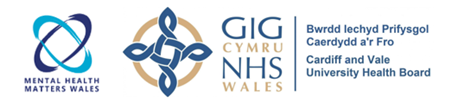 MENTAL HEALTH
MATTERS WALES
GIG
CYMRU
NHS
WALES
Bwrdd Iechyd Prifysgol
Caerdydd a'r Fro
Cardiff and Vale
University Health Board